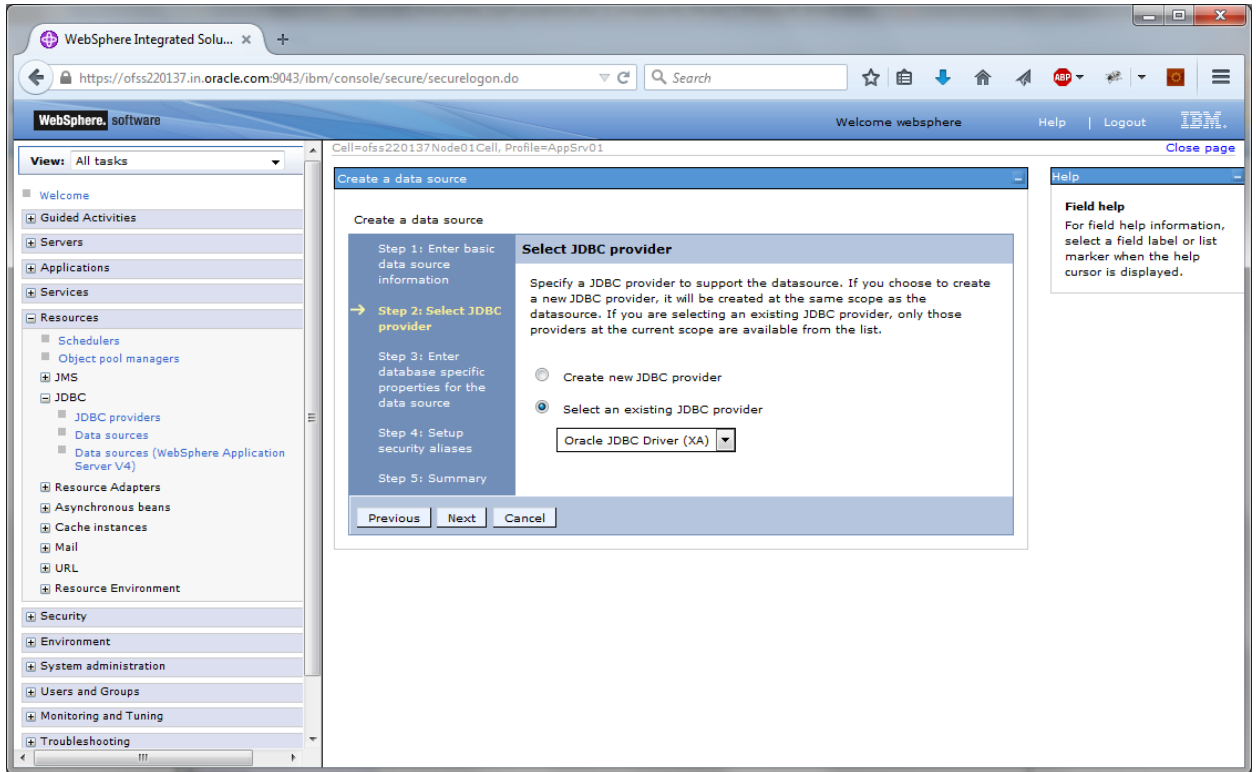 WebSphere Integrated Solu...
https://ofss220137.in.oracle.com:9043/ibm/console/secure/securelogon.do
Search
ABP
WebSphere. software
Welcome websphere
Help | Logout
IBM.
View: All tasks
Welcome
Guided Activities
Servers
Applications
Services
Resources
Schedulers
Object pool managers
JMS
JDBC
JDBC providers
Data sources
Data sources (WebSphere Application
Server V4)
Resource Adapters
Asynchronous beans
Cache instances
Mail
URL
Resource Environment
Security
Environment
System administration
Users and Groups
Monitoring and Tuning
Troubleshooting
Cell=ofss220137Node01Cell, Profile=AppSrv01
Close page
Create a data source
Create a data source
Step 1: Enter basic
data source
information
Step 2: Select JDBC
provider
Step 3: Enter
database specific
properties for the
data source
Step 4: Setup
security aliases
Step 5: Summary
Select JDBC provider
Specify a JDBC provider to support the datasource. If you choose to create
a new JDBC provider, it will be created at the same scope as the
datasource. If you are selecting an existing JDBC provider, only those
providers at the current scope are available from the list.
Create new JDBC provider
Select an existing JDBC provider
Oracle JDBC Driver (XA)
Previous Next Cancel
Help
Field help
For field help information,
select a field label or list
marker when the help
cursor is displayed.